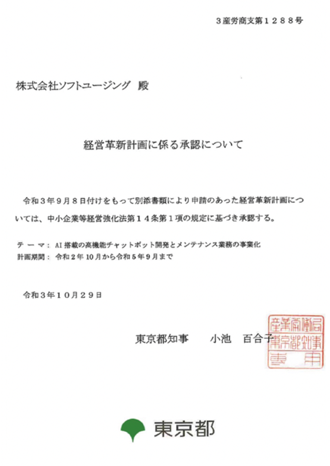 3産労商支第1288号
株式会社ソフトユージング 殿
経営革新計画に係る承認について
令和3年9月8日付けをもって別添書類により申請のあった経営革新計画につ
いては、中小企業等経営強化法第14条第1項の規定に基づき承認する。
テーマ: AI搭載の高機能チャットボット開発とメンテナンス業務の事業化
計画期間: 令和2年10月から令和5年9月まで
令和3年10月29日
東京都知事 小池 百合子
東京都